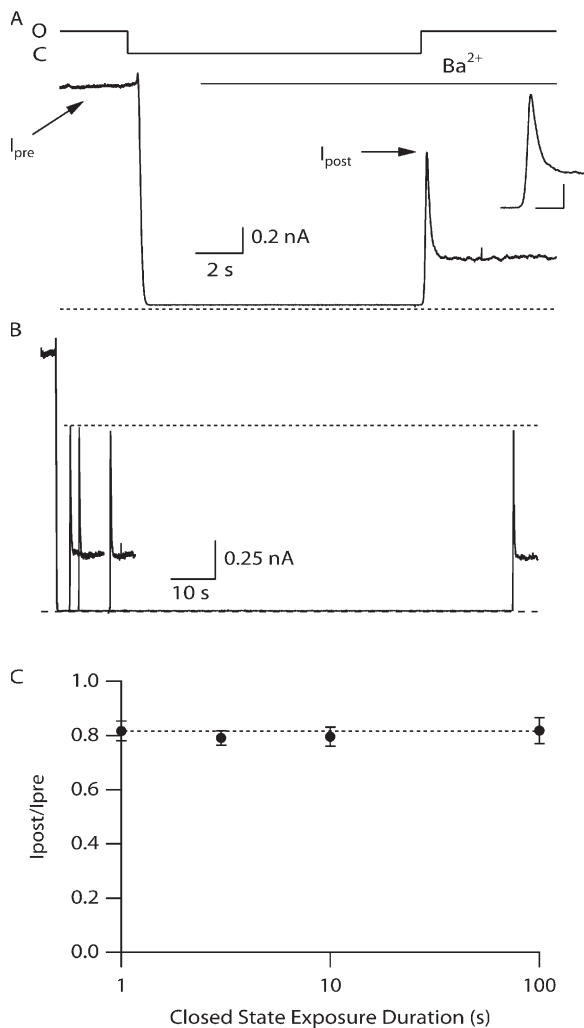 A
O
C
Ba²⁺
Ipre
Ipost
0.2 nA
2 s
B
0.25 nA
10 s
C
1.0
0.8
0.6
0.4
0.2
0.0
Ipost/Ipre
1
10
100
Closed State Exposure Duration (s)